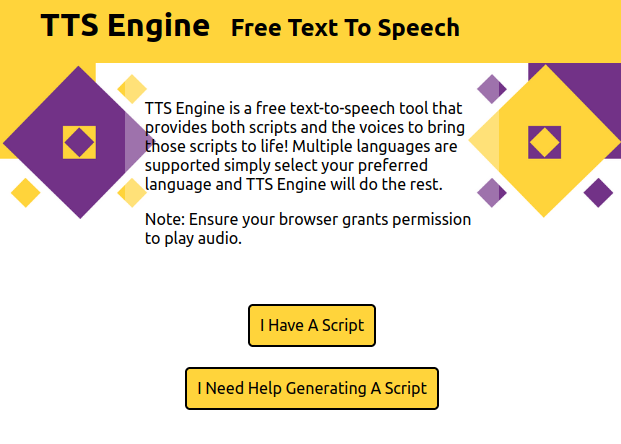 TTS Engine Free Text To Speech
TTS Engine is a free text-to-speech tool that
provides both scripts and the voices to bring
those scripts to life! Multiple languages are
supported simply select your preferred
language and TTS Engine will do the rest.
Note: Ensure your browser grants permission
to play audio.
I Have A Script
I Need Help Generating A Script